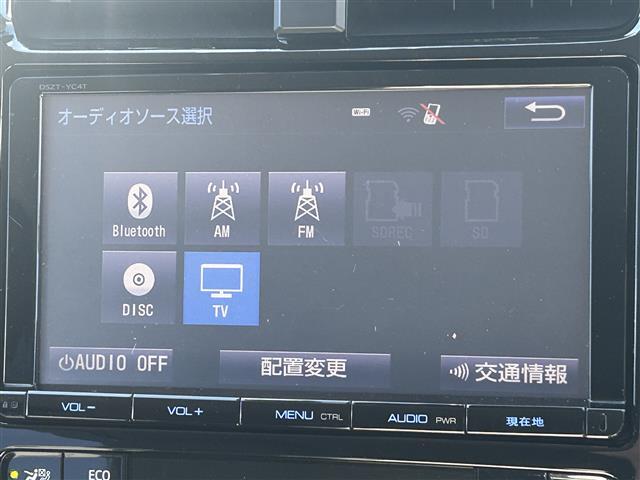 DSZT-YC4T
オーディオソース選択
Wi-Fi
Bluetooth
AM
FM
SDREC
SD
DISC
TV
AUDIO OFF
配置変更
交通情報
VOL−
VOL+
MENU CTRL
AUDIO PWR
現在地
ECO